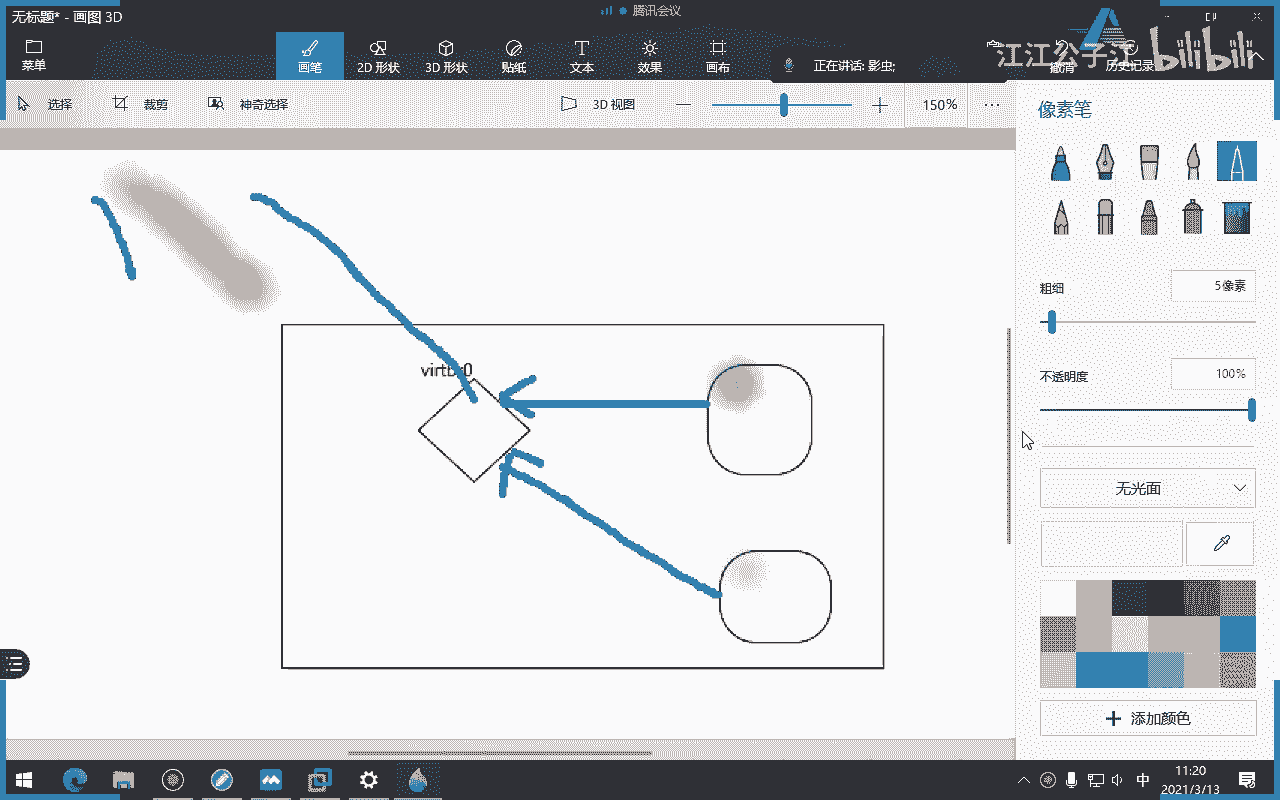 无标题* - 画图 3D
腾讯会议
菜单
画笔
2D 形状
3D 形状
贴纸
文本
效果
画布
正在讲话: 影虫;
撤消
历史记录
江江公子江
bilibili
选择
裁剪
神奇选择
3D 视图
150%
像素笔
粗细
5像素
不透明度
100%
无光面
添加颜色
virtbr0
中
11:20
2021/3/13